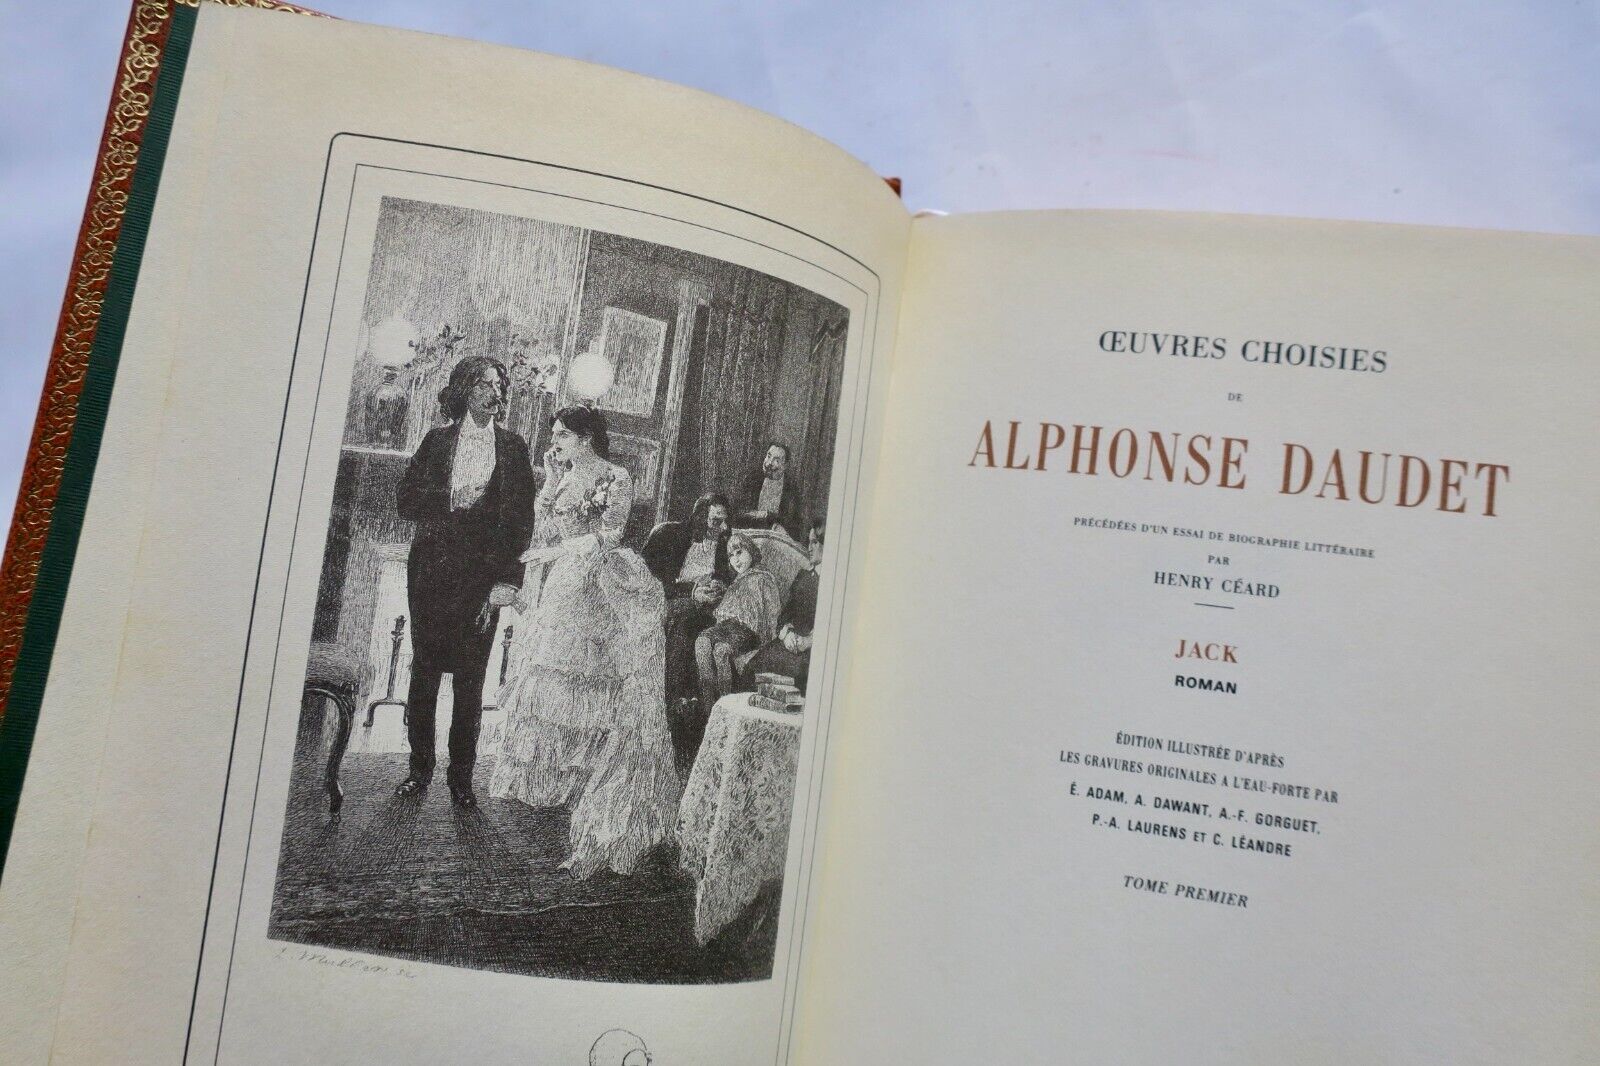 ŒUVRES CHOISIES
DE
ALPHONSE DAUDET
PRÉCÉDÉES D'UN ESSAI DE BIOGRAPHIE LITTÉRAIRE
PAR
HENRY CÉARD
JACK
ROMAN
ÉDITION ILLUSTRÉE D'APRÈS
LES GRAVURES ORIGINALES A L'EAU-FORTE PAR
É. ADAM, A. DAWANT, A.-F. GORGUET,
P.-A. LAURENS ET C. LÉANDRE
TOME PREMIER